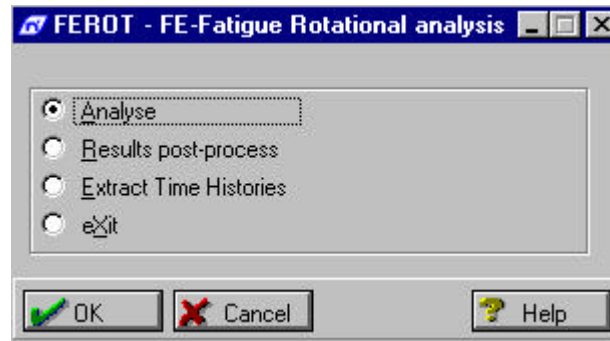 FEROT - FE-Fatigue Rotational analysis
Analyse
Results post-process
Extract Time Histories
eXit
OK Cancel Help